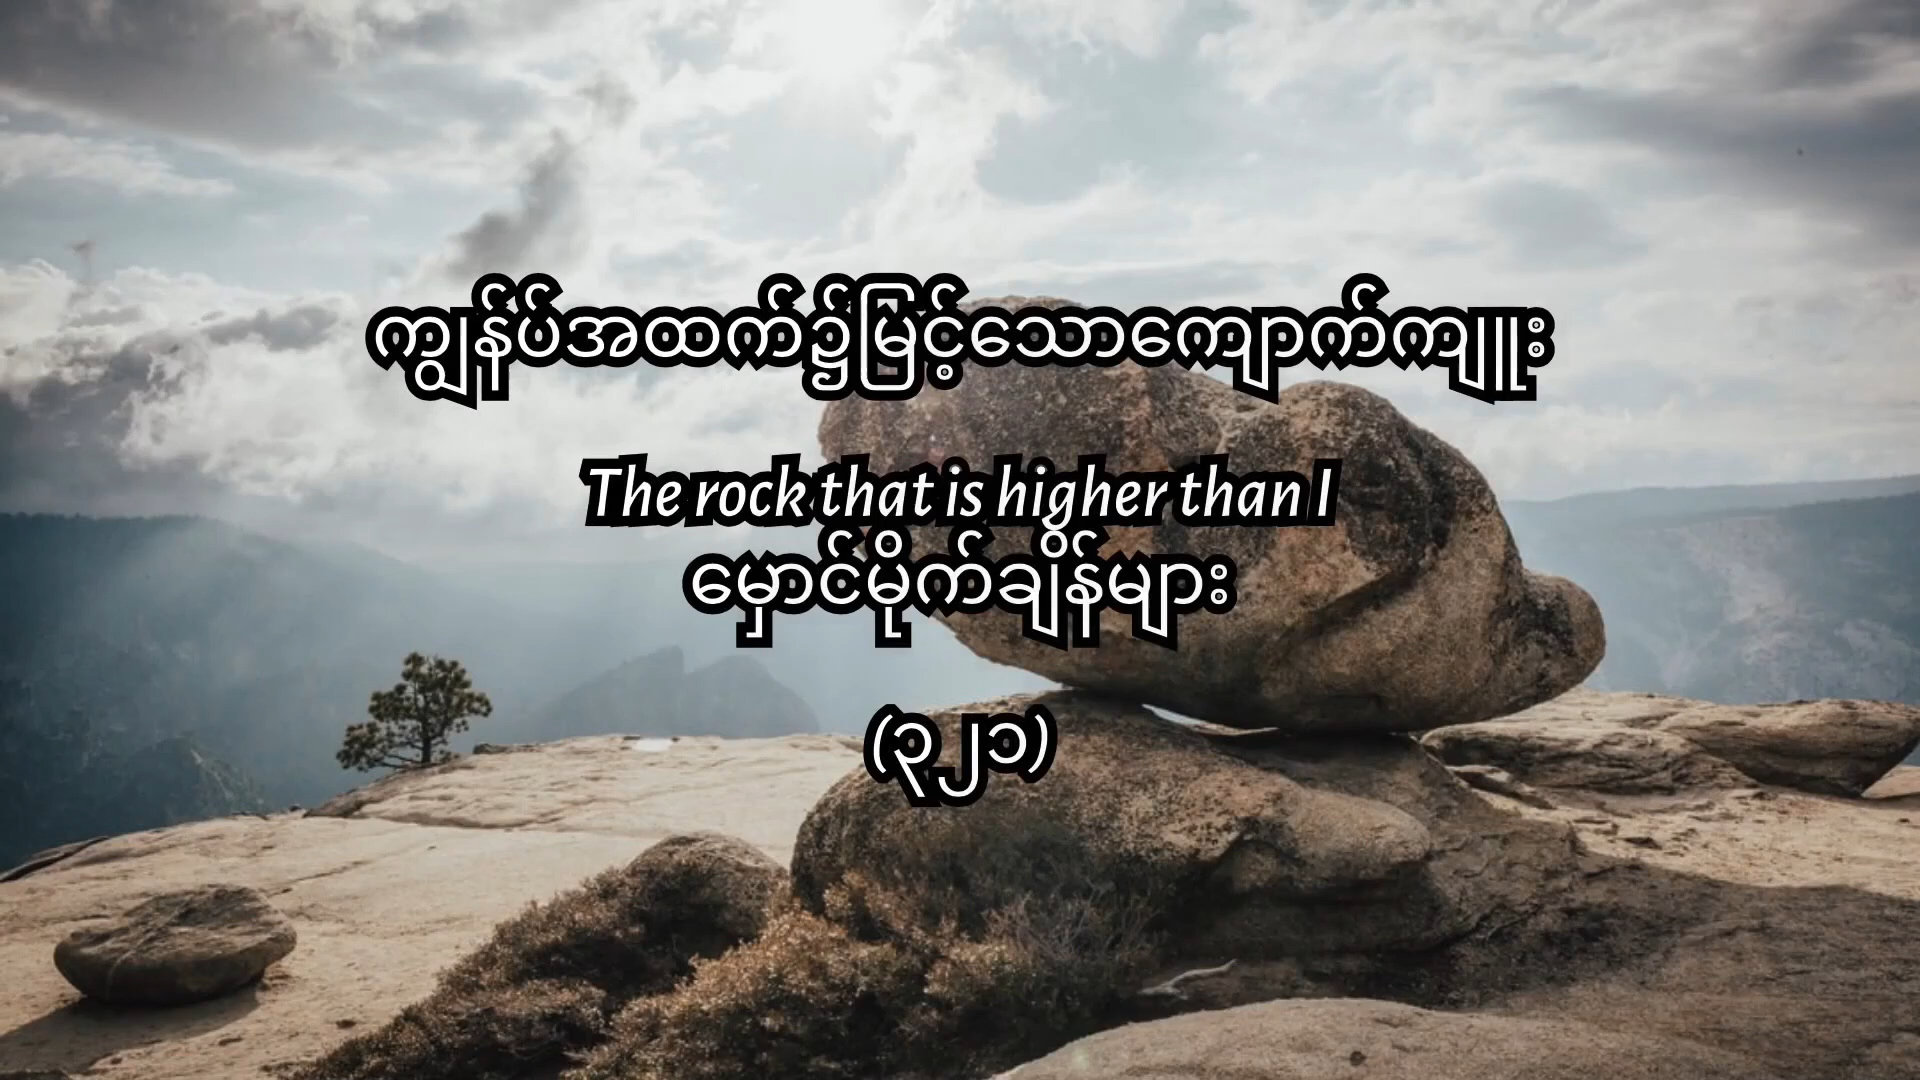 ကျွန်ုပ်အထက်၌မြင့်သောကျောက်ကျူး
The rock that is higher than I
မှောင်မိုက်ချိန်များ
(၃၂၁)